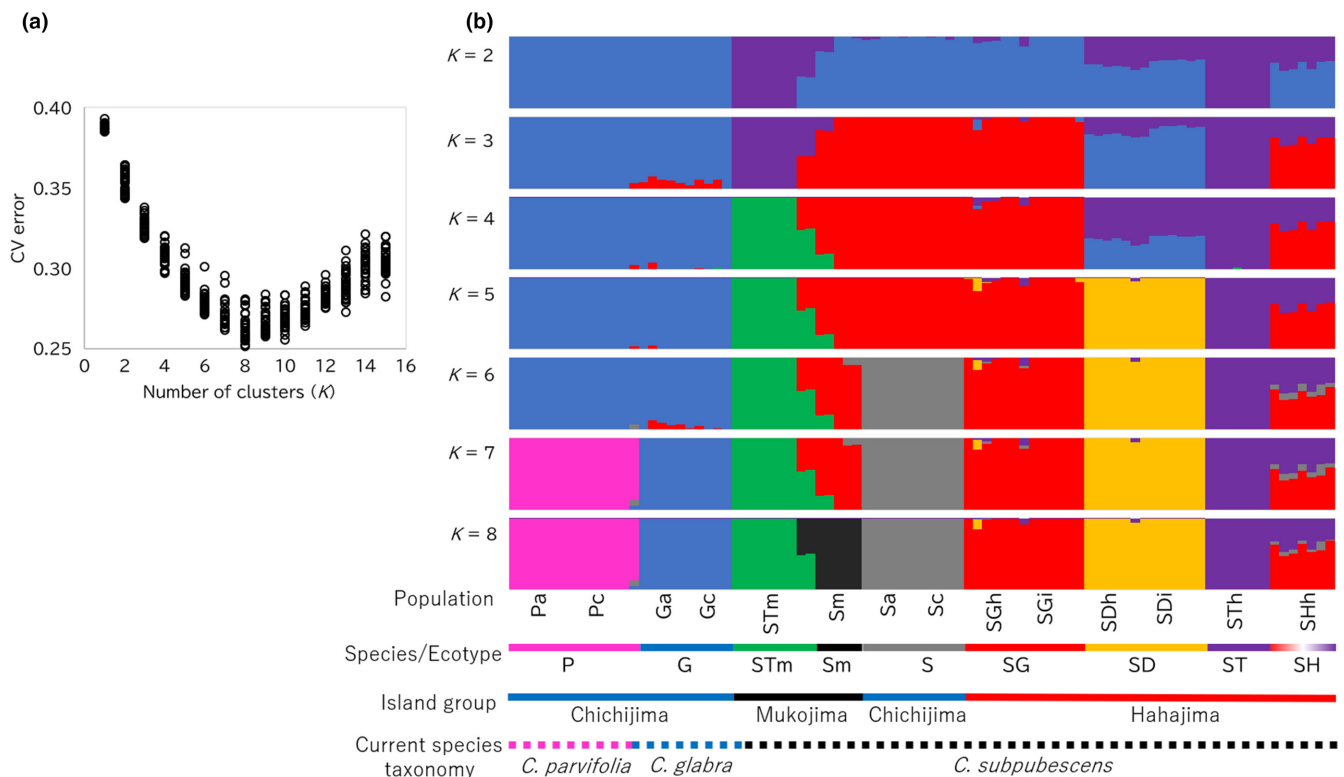 (a)
(b)
0.40
0.35
0.30
0.25
CV error
0 2 4 6 8 10 12 14 16
Number of clusters (K)
K = 2
K = 3
K = 4
K = 5
K = 6
K = 7
K = 8
Population
Pa Pc Ga Gc STm Sm Sa Sc SGh SGi SDh SDi STh SHh
Species/Ecotype
P G STm Sm S SG SD ST SH
Island group
Chichijima Mukojima Chichijima Hahajima
Current species
taxonomy
C. parvifolia C. glabra C. subpubescens